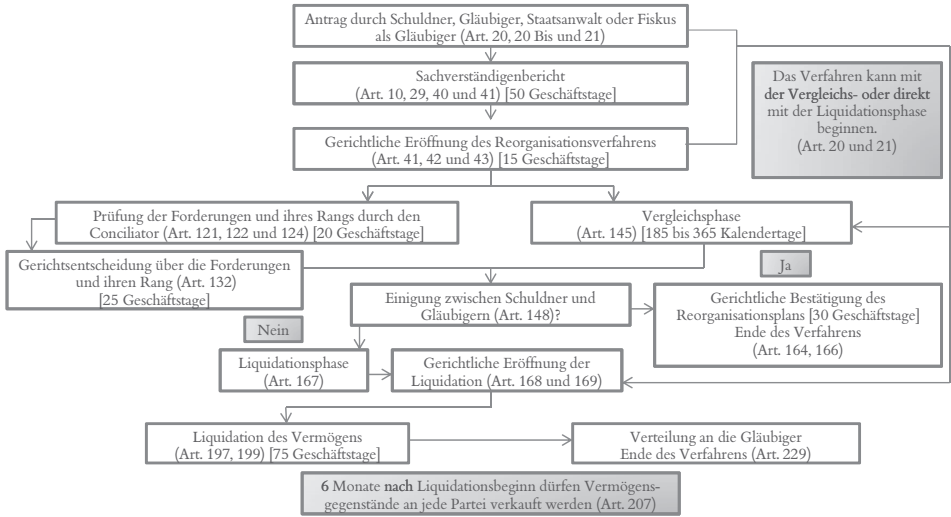 Antrag durch Schuldner, Gläubiger, Staatsanwalt oder Fiskus
als Gläubiger (Art. 20, 20 Bis und 21)
Sachverständigenbericht
(Art. 10, 29, 40 und 41) [50 Geschäftstage]
Das Verfahren kann mit
der Vergleichs- oder direkt
mit der Liquidationsphase
beginnen.
(Art. 20 und 21)
Gerichtliche Eröffnung des Reorganisationsverfahrens
(Art. 41, 42 und 43) [15 Geschäftstage]
Prüfung der Forderungen und ihres Rangs durch den
Conciliator (Art. 121, 122 und 124) [20 Geschäftstage]
Vergleichsphase
(Art. 145) [185 bis 365 Kalendertage]
Gerichtsentscheidung über die Forderungen
und ihren Rang (Art. 132)
[25 Geschäftstage]
Ja
Einigung zwischen Schuldner und
Gläubigern (Art. 148)?
Gerichtliche Bestätigung des
Reorganisationsplans [30 Geschäftstage]
Ende des Verfahrens
(Art. 164, 166)
Nein
Liquidationsphase
(Art. 167)
Gerichtliche Eröffnung der
Liquidation (Art. 168 und 169)
Liquidation des Vermögens
(Art. 197, 199) [75 Geschäftstage]
Verteilung an die Gläubiger
Ende des Verfahrens (Art. 229)
6 Monate nach Liquidationsbeginn dürfen Vermögens-
gegenstände an jede Partei verkauft werden (Art. 207)